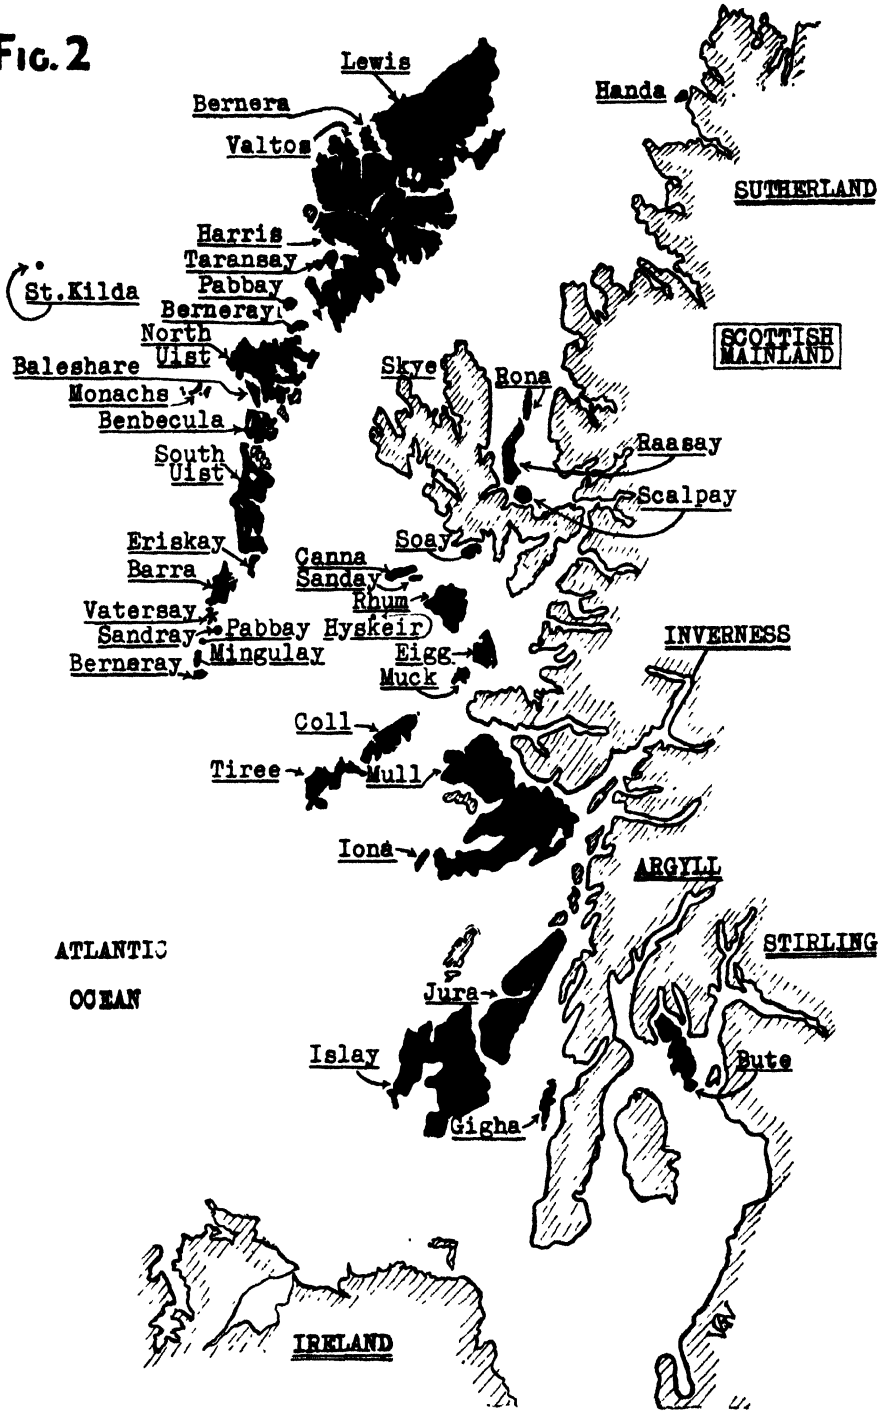 FIG. 2
Lewis
Bernera
Valtos
Handa
SUTHERLAND
Harris
Taransay
Pabbay
St.Kilda
Berneray
North
Uist
SCOTTISH
MAINLAND
Baleshare
Monachs
Benbecula
Skye
Rona
South
Uist
Raasay
Scalpay
Eriskay
Barra
Soay
Canna
Sanday
Rhum
Vatersay
Sandray
Pabbay
Hyskeir
Berneray
Mingulay
Eigg
Muck
INVERNESS
Coll
Tiree
Mull
Iona
ARGYLL
ATLANTIC
OCEAN
STIRLING
Jura
Islay
Bute
Gigha
IRELAND